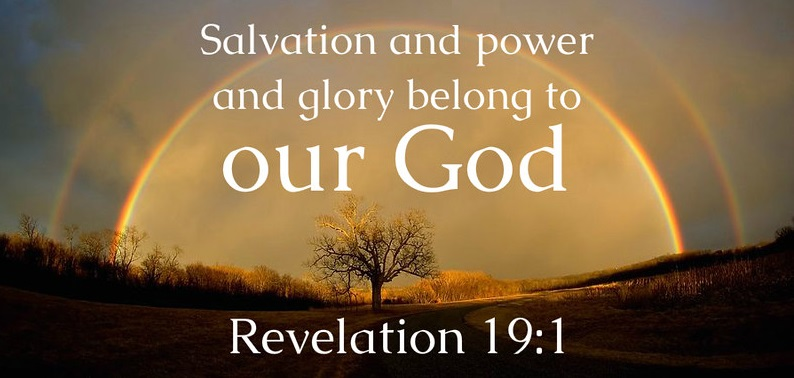 Salvation and power
and glory belong to
our God
Revelation 19:1